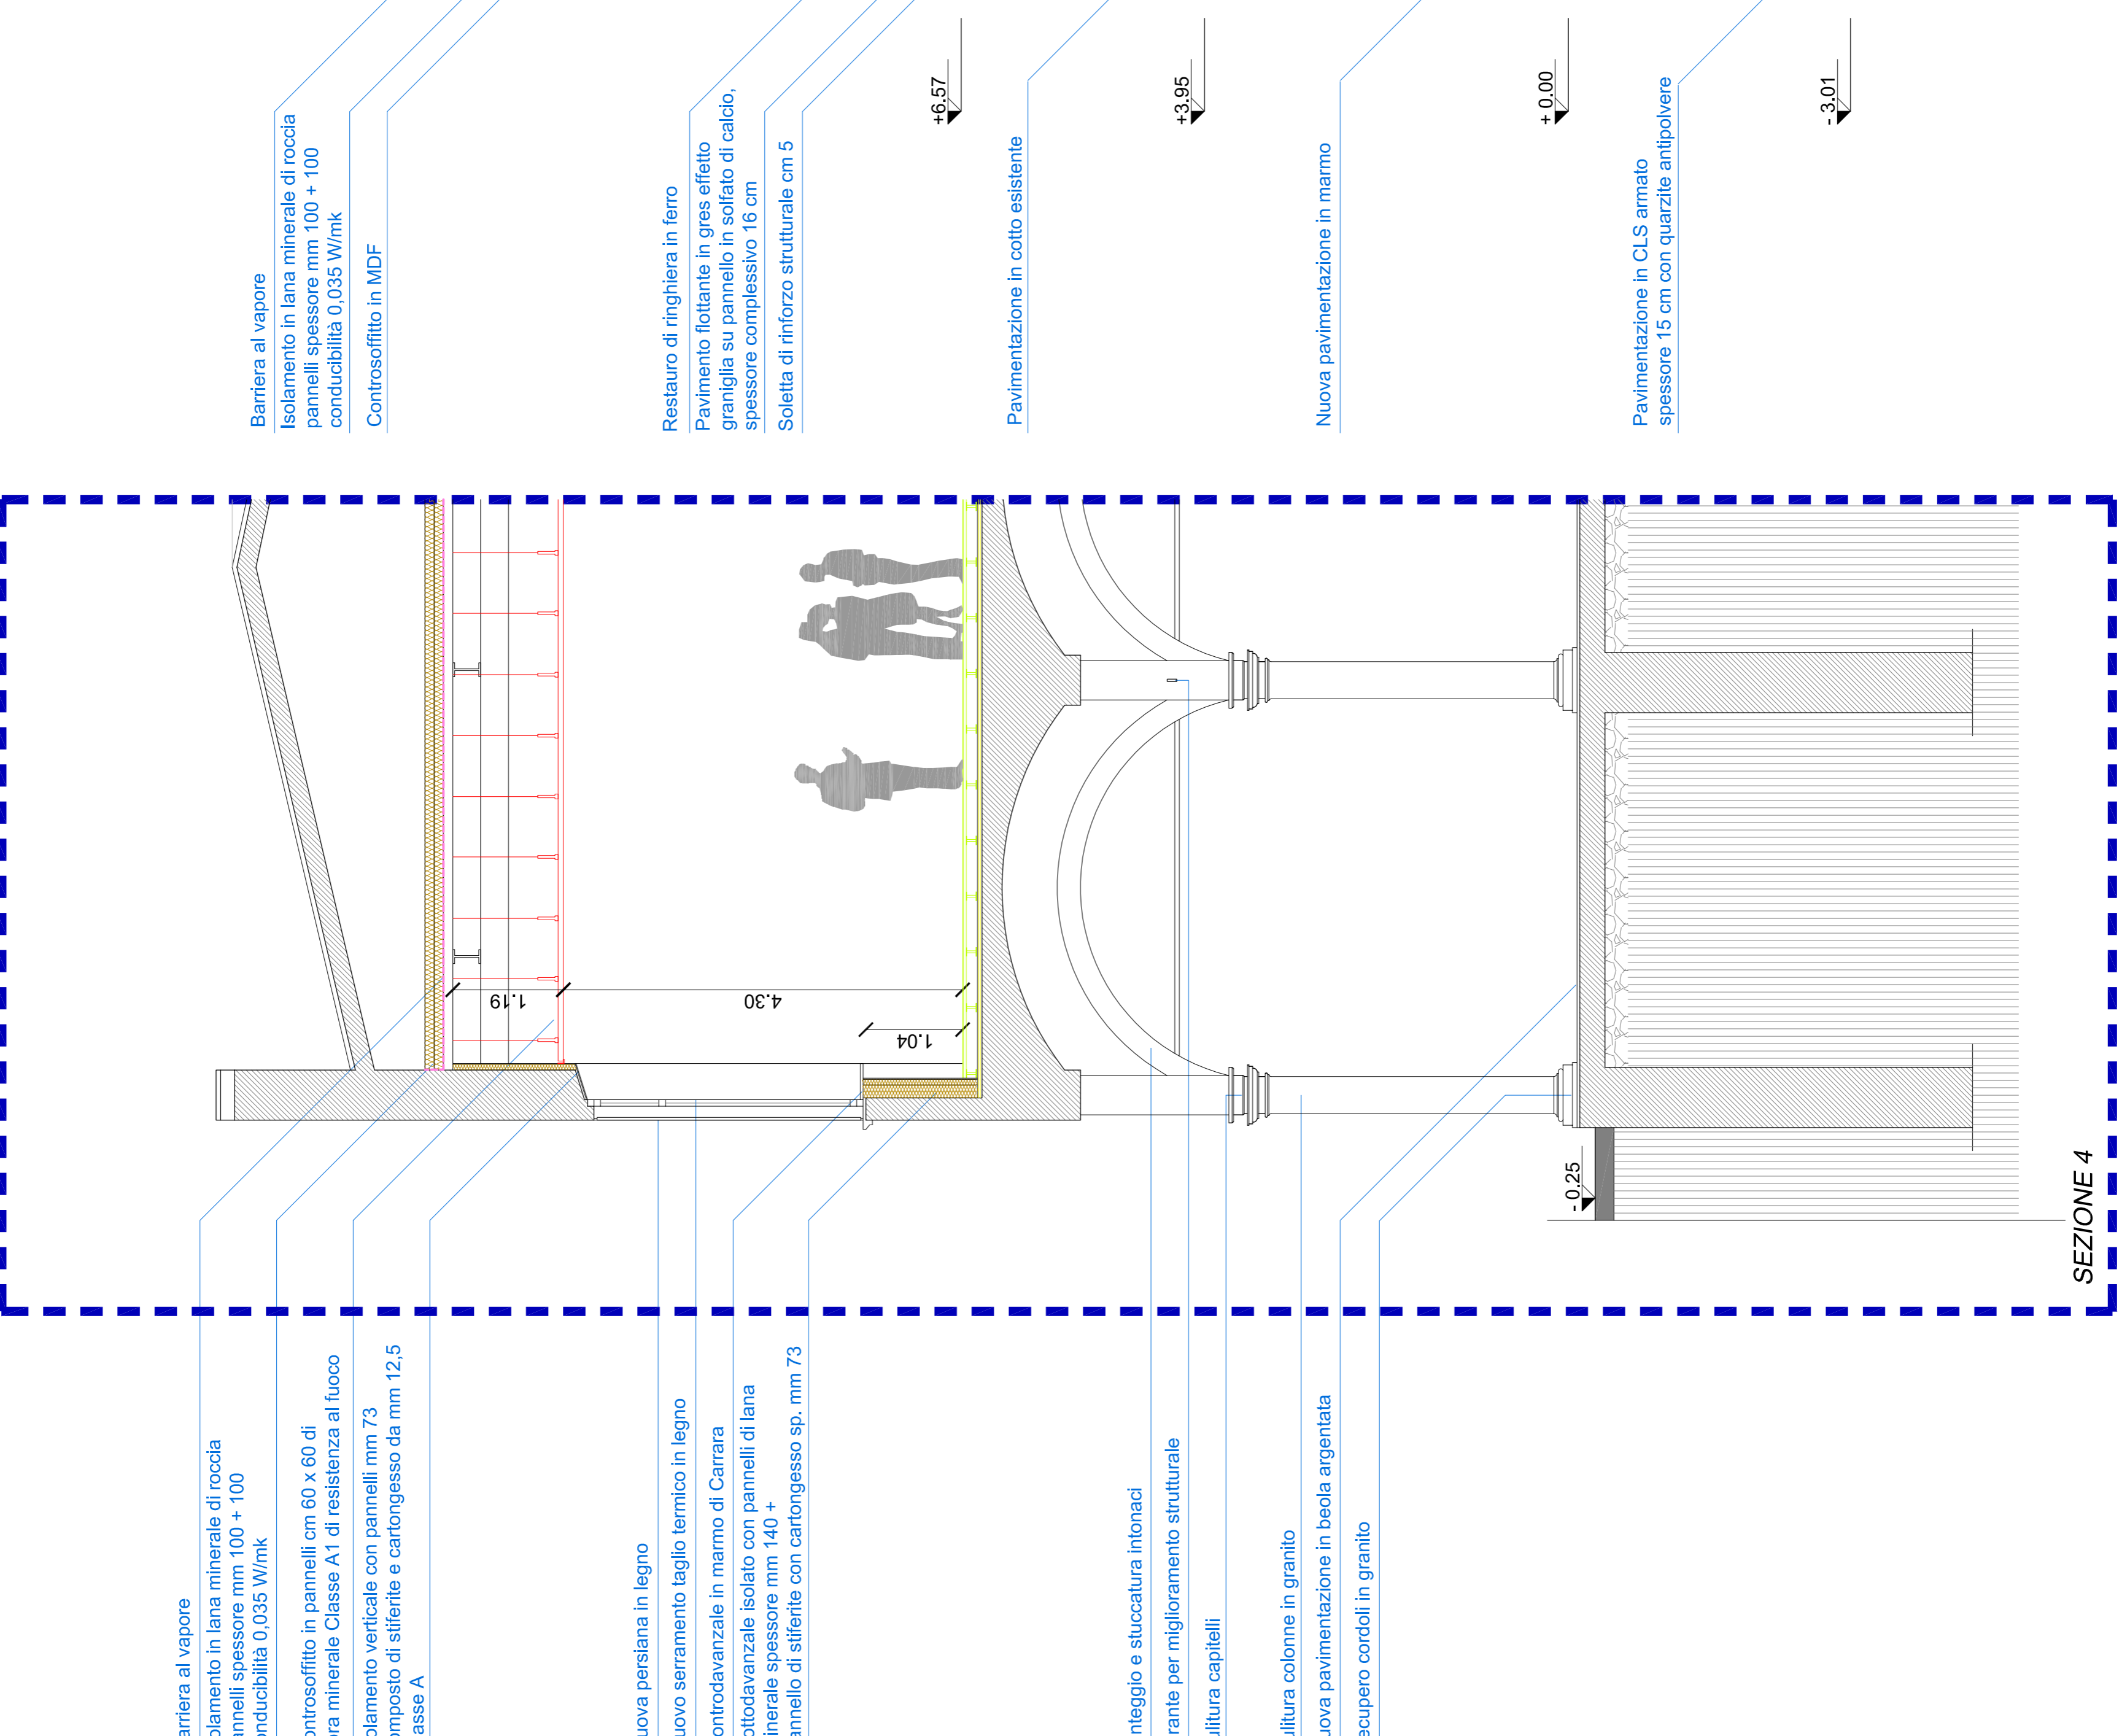 Barriera al vapore
Isolamento in lana minerale di roccia
pannelli spessore mm 100 + 100
conducibilità 0,035 W/mk
Controsoffitto in MDF
Restauro di ringhiera in ferro
Pavimento flottante in gres effetto
graniglia su pannello in solfato di calcio,
spessore complessivo 16 cm
Soletta di rinforzo strutturale cm 5
Pavimentazione in cotto esistente
Nuova pavimentazione in marmo
Pavimentazione in CLS armato
spessore 15 cm con quarzite antipolvere
+6.57
+3.95
+ 0.00
- 3.01
1.19
4.30
1.04
- 0.25
SEZIONE 4
arriera al vapore
olamento in lana minerale di roccia
annelli spessore mm 100 + 100
onducibilità 0,035 W/mk
ontrosoffitto in pannelli cm 60 x 60 di
ra minerale Classe A1 di resistenza al fuoco
olamento verticale con pannelli mm 73
omposto di stiferite e cartongesso da mm 12,5
asse A
uova persiana in legno
uovo serramento taglio termico in legno
ontrodavanzale in marmo di Carrara
ottodavanzale isolato con pannelli di lana
inerale spessore mm 140 +
annello di stiferite con cartongesso sp. mm 73
nteggio e stuccatura intonaci
rante per miglioramento strutturale
ulitura capitelli
ulitura colonne in granito
uova pavimentazione in beola argentata
ecupero cordoli in granito